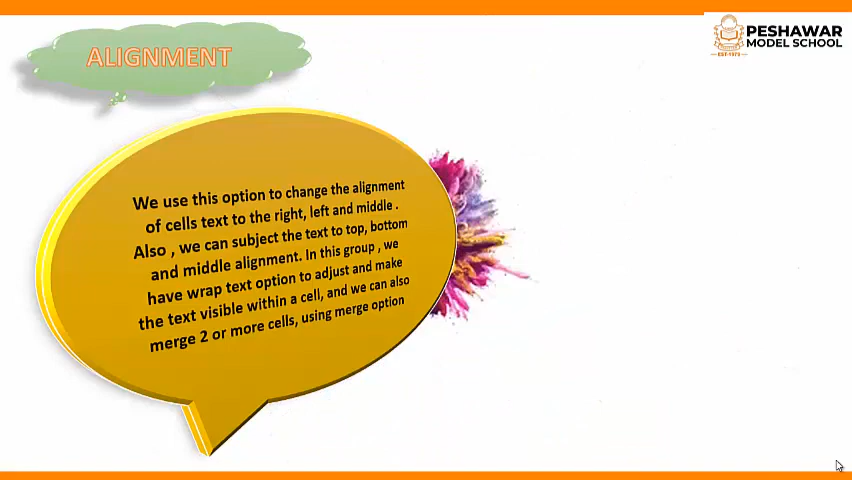 ALIGNMENT
PESHAWAR
MODEL SCHOOL
EST-1973
We use this option to change the alignment
of cells text to the right, left and middle .
Also , we can subject the text to top, bottom
and middle alignment. In this group , we
have wrap text option to adjust and make
the text visible within a cell, and we can also
merge 2 or more cells, using merge option